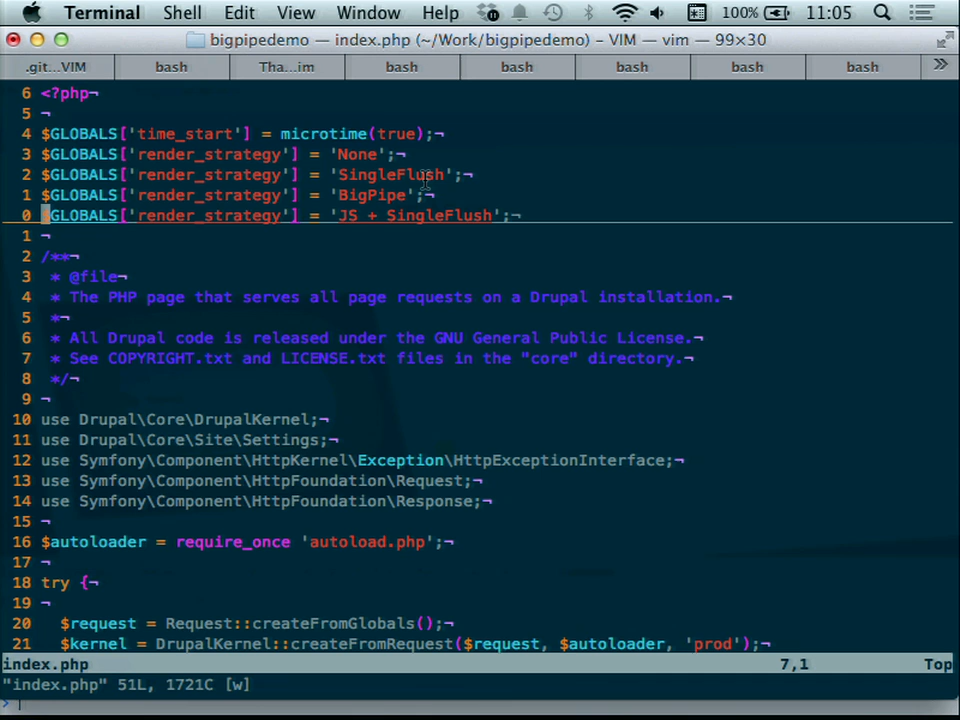 Terminal Shell Edit View Window Help 100% 11:05
bigpipedemo — index.php (~/Work/bigpipedemo) – VIM — vim — 99×30
.git...VIM bash Tha...im bash bash bash bash bash »
6 <?php¬
5 ¬
4 $GLOBALS['time_start'] = microtime(true);¬
3 $GLOBALS['render_strategy'] = 'None';¬
2 $GLOBALS['render_strategy'] = 'SingleFlush';¬
1 $GLOBALS['render_strategy'] = 'BigPipe';¬
0 $GLOBALS['render_strategy'] = 'JS + SingleFlush';¬
1 ¬
2 /**¬
3 * @file¬
4 * The PHP page that serves all page requests on a Drupal installation.¬
5 *¬
6 * All Drupal code is released under the GNU General Public License.¬
7 * See COPYRIGHT.txt and LICENSE.txt files in the "core" directory.¬
8 */¬
9 ¬
10 use Drupal\Core\DrupalKernel;¬
11 use Drupal\Core\Site\Settings;¬
12 use Symfony\Component\HttpKernel\Exception\HttpExceptionInterface;¬
13 use Symfony\Component\HttpFoundation\Request;¬
14 use Symfony\Component\HttpFoundation\Response;¬
15 ¬
16 $autoloader = require_once 'autoload.php';¬
17 ¬
18 try {¬
19 ¬
20 $request = Request::createFromGlobals();¬
21 $kernel = DrupalKernel::createFromRequest($request, $autoloader, 'prod');¬
index.php 7,1 Top
"index.php" 51L, 1721C [w]